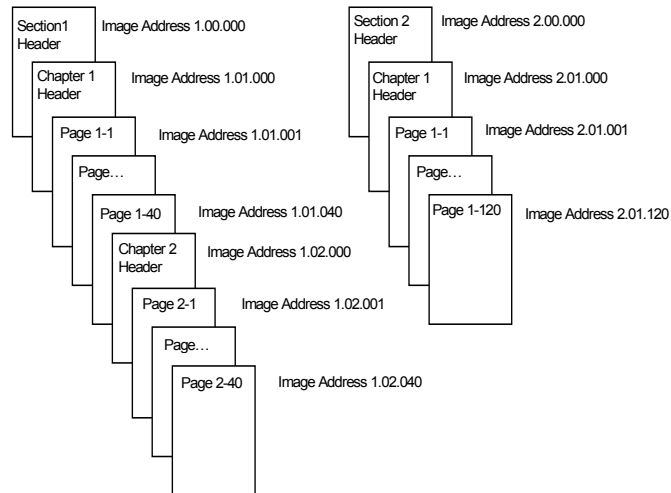 Section1
Header
Image Address 1.00.000
Chapter 1
Header
Image Address 1.01.000
Page 1-1
Image Address 1.01.001
Page…
Page 1-40
Image Address 1.01.040
Chapter 2
Header
Image Address 1.02.000
Page 2-1
Image Address 1.02.001
Page…
Page 2-40
Image Address 1.02.040
Section 2
Header
Image Address 2.00.000
Chapter 1
Header
Image Address 2.01.000
Page 1-1
Image Address 2.01.001
Page…
Page 1-120
Image Address 2.01.120